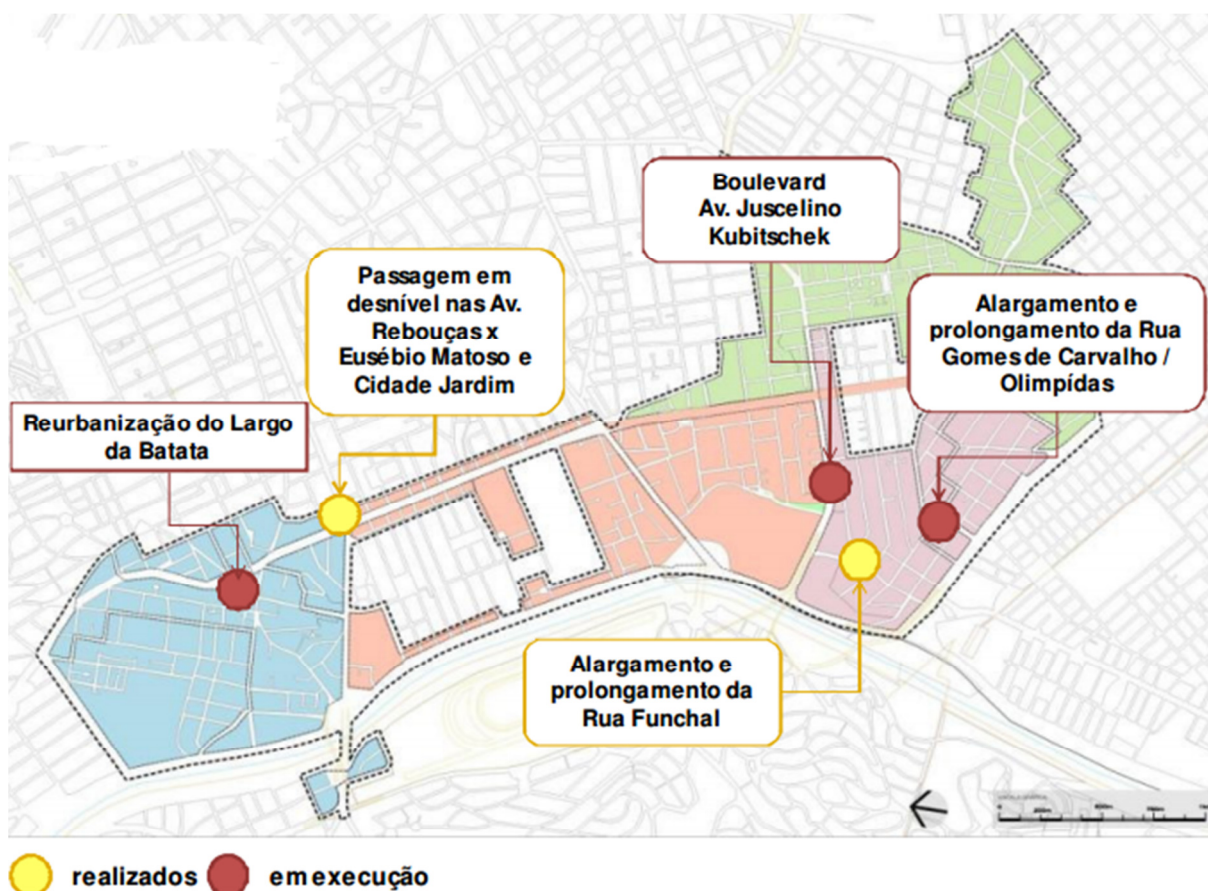 Boulevard
Av. Juscelino
Kubitschek
Passagem em
desnível nas Av.
Rebouças x
Eusébio Matoso e
Cidade Jardim
Alargamento e
prolongamento da Rua
Gomes de Carvalho /
Olimpídas
Reurbanização do Largo
da Batata
Alargamento e
prolongamento da
Rua Funchal
realizados
em execução